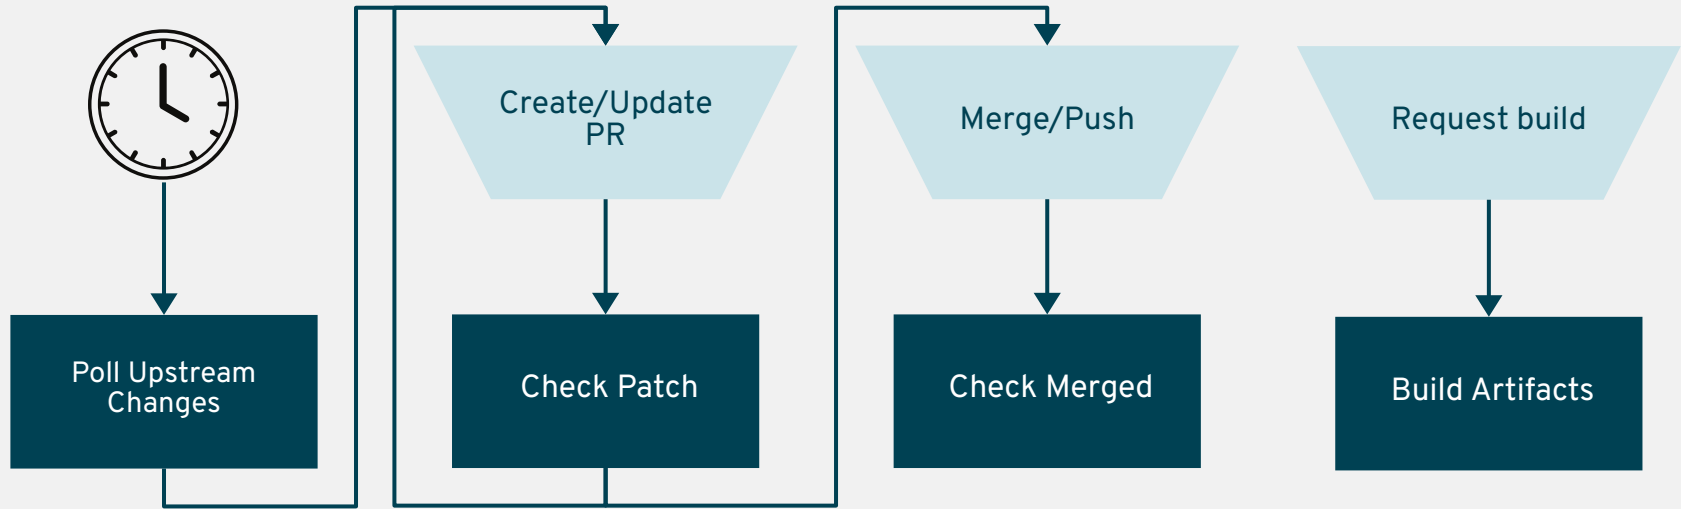 Create/Update
PR
Merge/Push
Request build
Poll Upstream
Changes
Check Patch
Check Merged
Build Artifacts